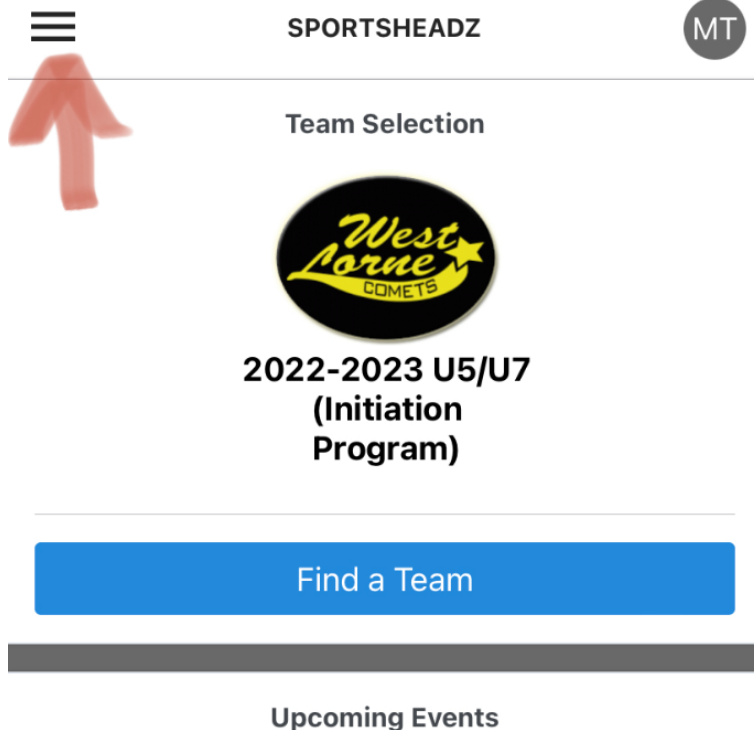 SPORTSHEADZ
MT
Team Selection
West
Lorne
COMETS
2022-2023 U5/U7
(Initiation
Program)
Find a Team
Upcoming Events